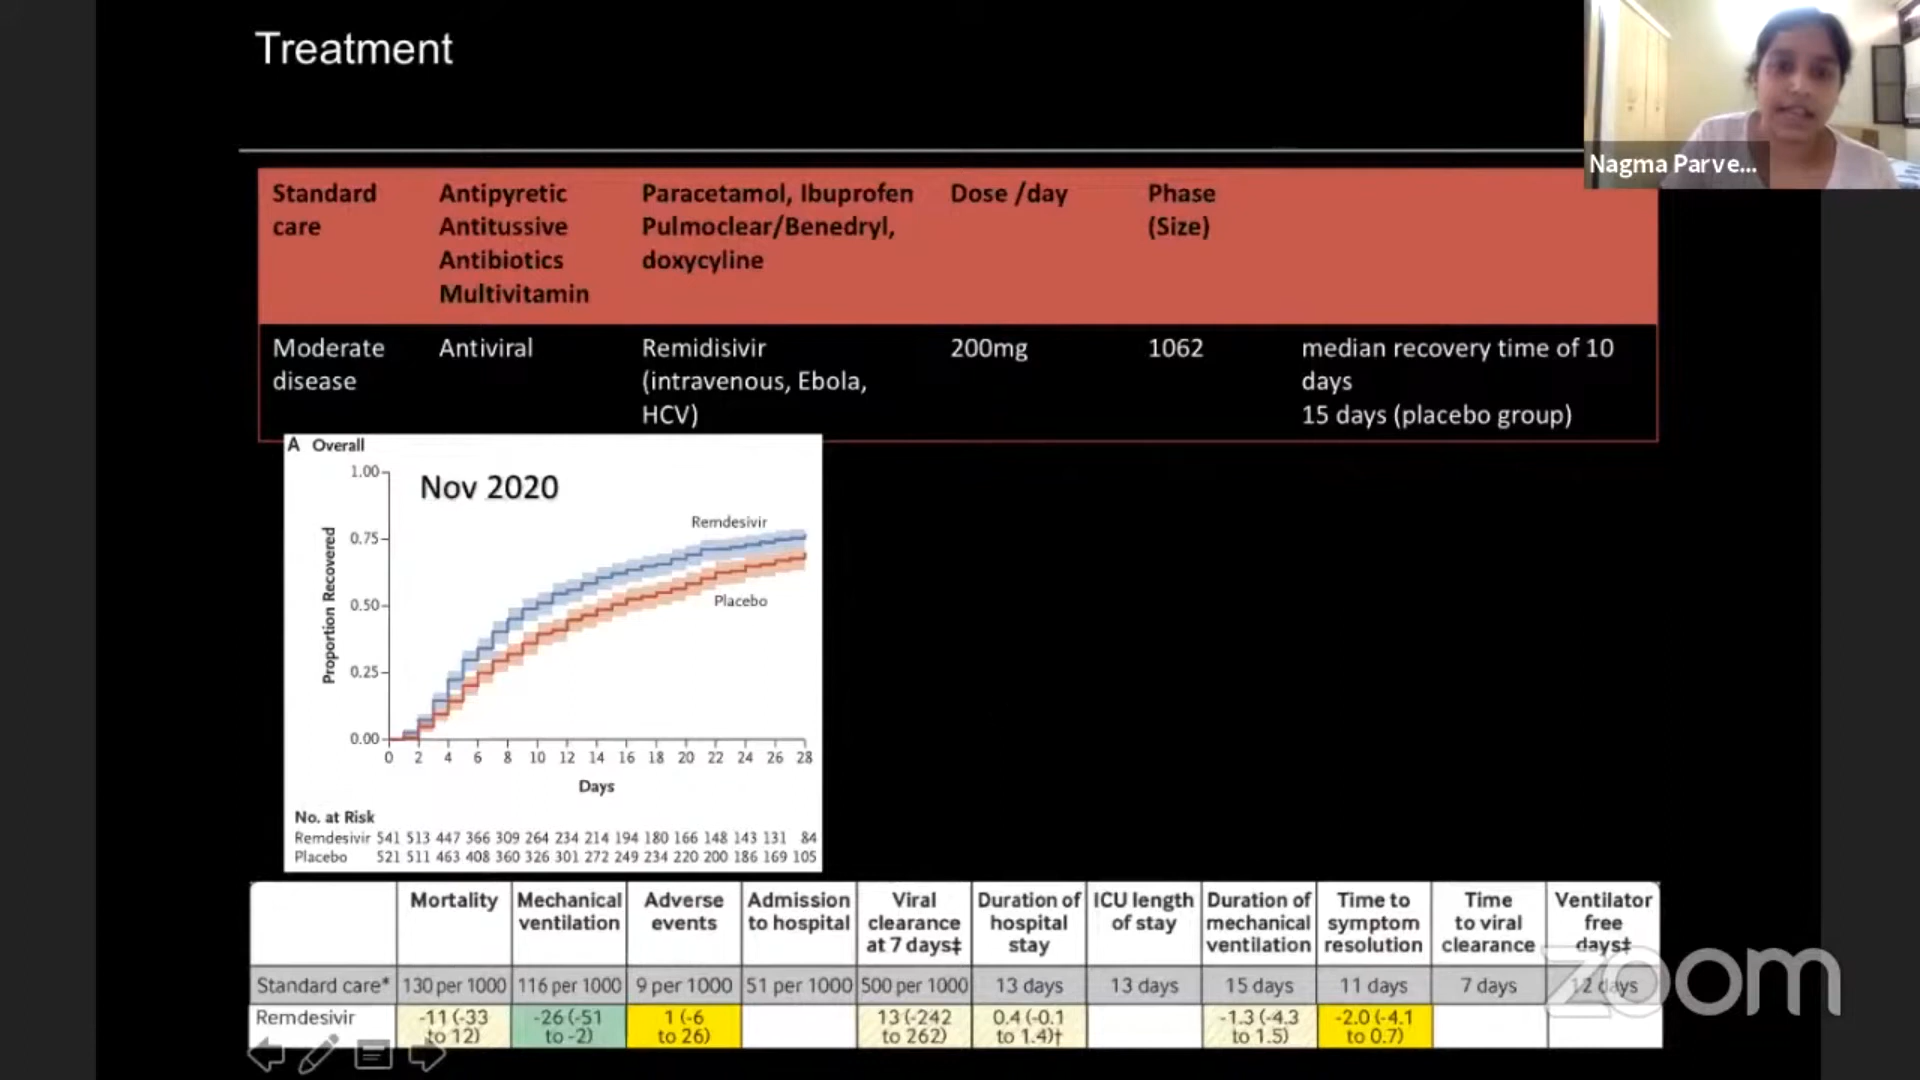 Treatment
Nagma Parve...
Standard care
Antipyretic
Antitussive
Antibiotics
Multivitamin
Paracetamol, Ibuprofen
Pulmoclear/Benedryl,
doxycyline
Dose /day
Phase
(Size)
Moderate
disease
Antiviral
Remidisivir
(intravenous, Ebola,
HCV)
200mg
1062
median recovery time of 10
days
15 days (placebo group)
A Overall
Nov 2020
Proportion Recovered
1.00
0.75
0.50
0.25
0.00
Remdesivir
Placebo
0 2 4 6 8 10 12 14 16 18 20 22 24 26 28
Days
No. at Risk
Remdesivir 541 513 447 366 309 264 234 214 194 180 166 148 143 131 84
Placebo 521 511 463 408 360 326 301 272 249 234 220 200 186 169 105
Mortality
Mechanical
ventilation
Adverse
events
Admission
to hospital
Viral
clearance
at 7 days‡
Duration of
hospital
stay
ICU length
of stay
Duration of
mechanical
ventilation
Time to
symptom
resolution
Time
to viral
clearance
Ventilator
free
days‡
Standard care* 130 per 1000 116 per 1000 9 per 1000 51 per 1000 500 per 1000 13 days 13 days 15 days 11 days 7 days 12 days
Remdesivir
-11 (-33
to 12)
-26 (-51
to -2)
1 (-6
to 26)
13 (-242
to 262)
0.4 (-0.1
to 1.4)†
-1.3 (-4.3
to 1.5)
-2.0 (-4.1
to 0.7)
zoom